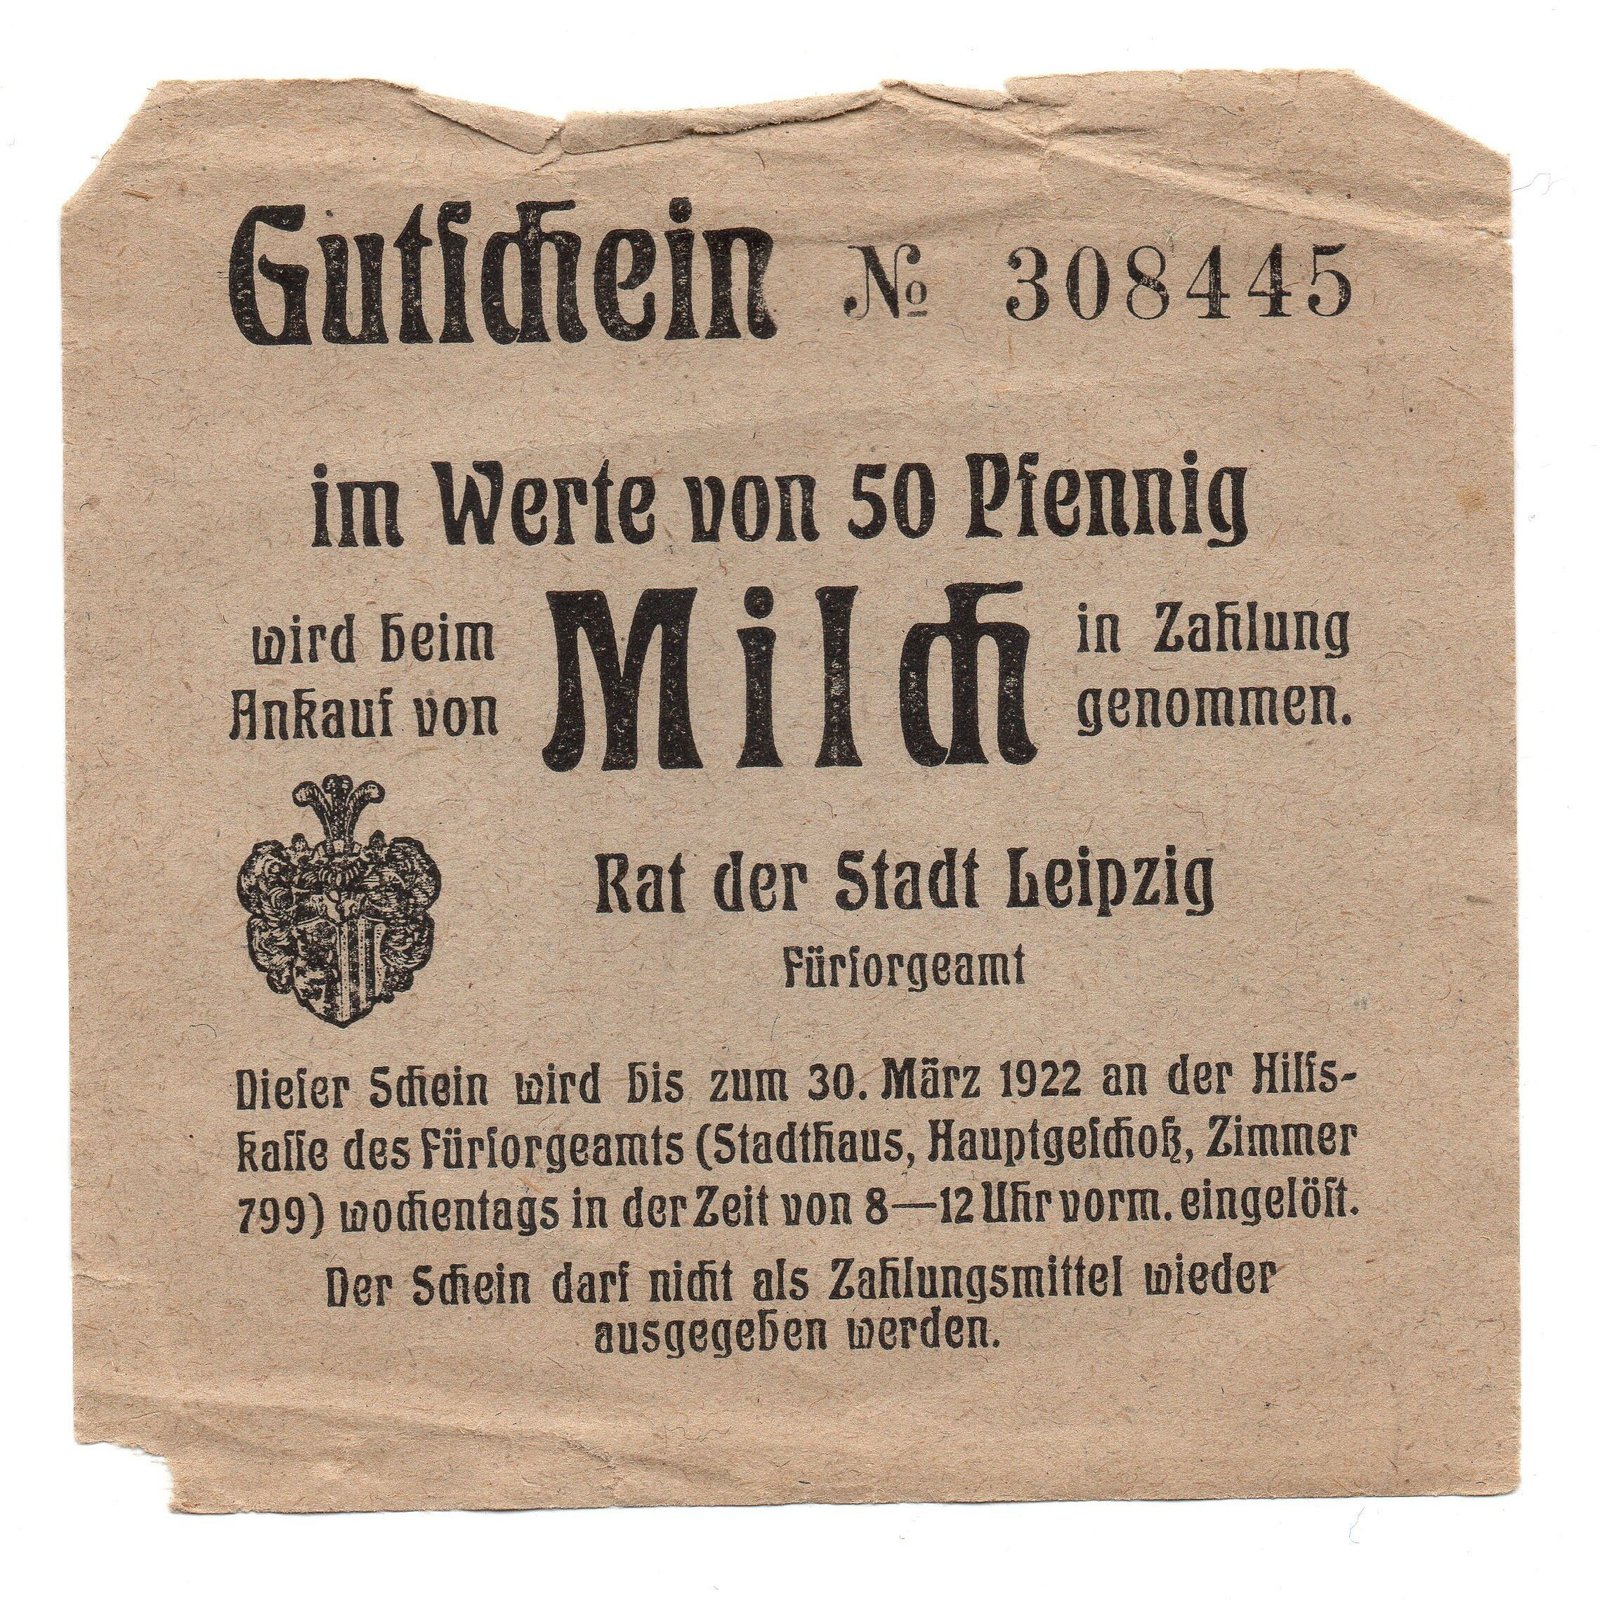 Gutschein № 308445
im Werte von 50 Pfennig
wird beim
Ankauf von
Milch
in Zahlung
genommen.
Rat der Stadt Leipzig
Fürsorgeamt
Dieser Schein wird bis zum 30. März 1922 an der Hilfs-
kasse des Fürsorgeamts (Stadthaus, Hauptgeschoß, Zimmer
799) wochentags in der Zeit von 8—12 Uhr vorm. eingelöst.
Der Schein darf nicht als Zahlungsmittel wieder
ausgegeben werden.